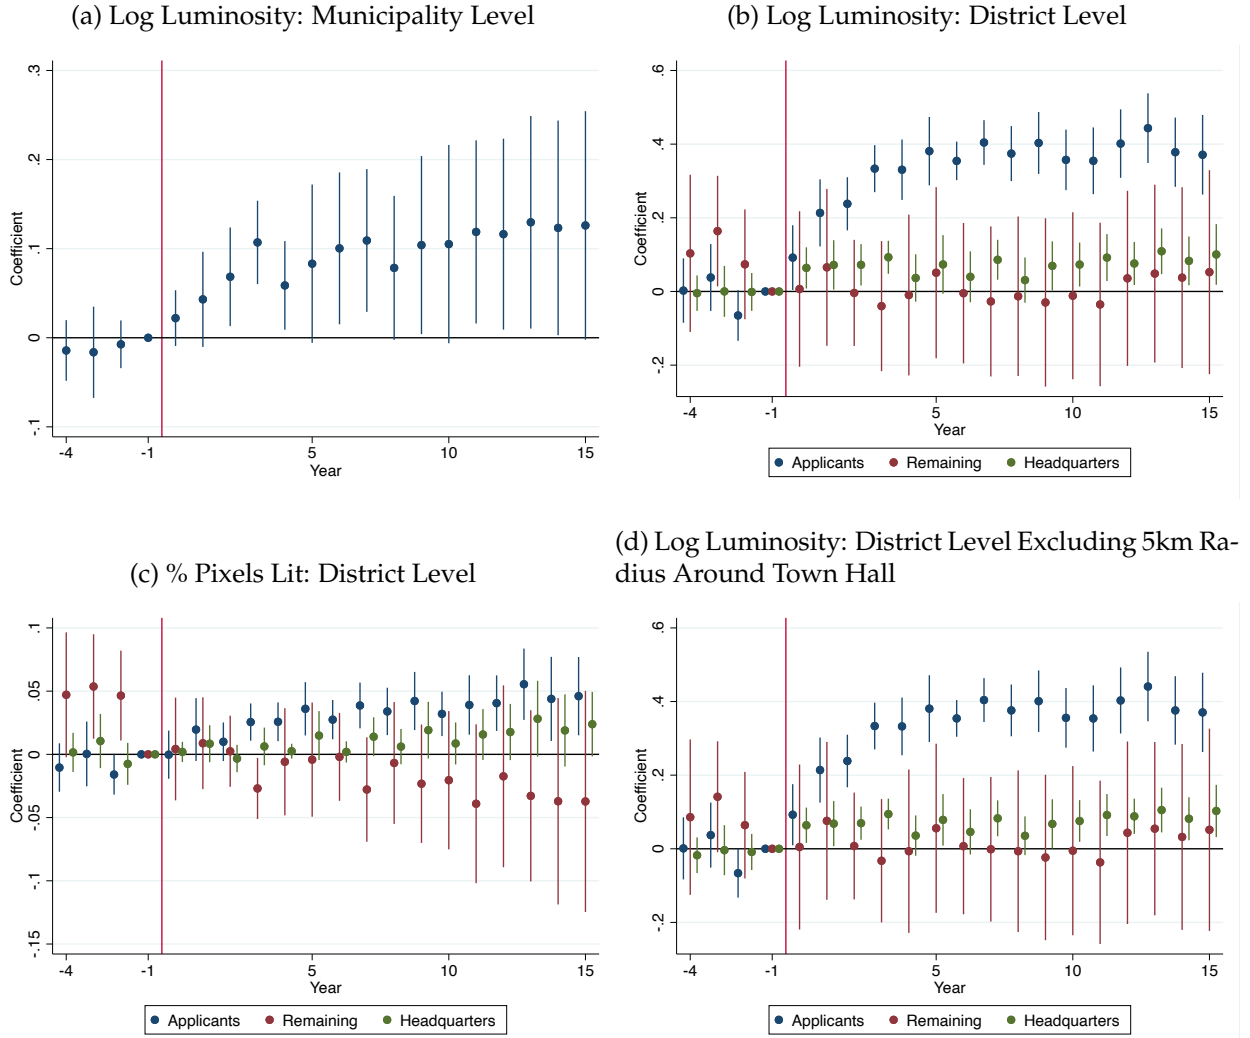 (a) Log Luminosity: Municipality Level
.3
.2
.1
0
-.1
Coefficient
-4
-1
5
10
15
Year
(b) Log Luminosity: District Level
.6
.4
.2
0
-.2
Coefficient
-4
-1
5
10
15
Year
Applicants Remaining Headquarters
(c) % Pixels Lit: District Level
.1
.05
0
-.05
-.1
-.15
Coefficient
-4
-1
5
10
15
Year
Applicants Remaining Headquarters
(d) Log Luminosity: District Level Excluding 5km Ra-
dius Around Town Hall
.6
.4
.2
0
-.2
Coefficient
-4
-1
5
10
15
Year
Applicants Remaining Headquarters